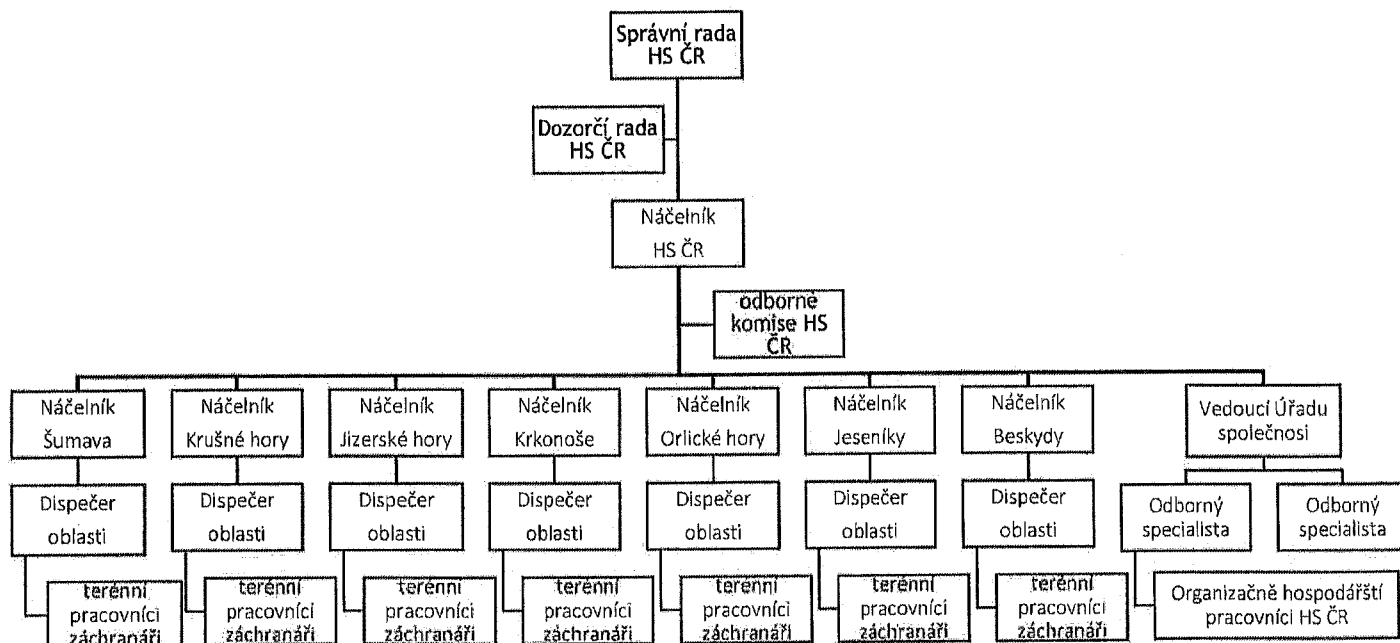 Správní rada
HS ČR
Dozorčí rada
HS ČR
Náčelník
HS ČR
odborné
komise HS
ČR
Náčelník
Šumava
Náčelník
Krušné hory
Náčelník
Jizerské hory
Náčelník
Krkonoše
Náčelník
Orlické hory
Náčelník
Jeseníky
Náčelník
Beskydy
Vedoucí Úřadu
společnosi
Dispečer
oblasti
Dispečer
oblasti
Dispečer
oblasti
Dispečer
oblasti
Dispečer
oblasti
Dispečer
oblasti
Dispečer
oblasti
Odborný
specialista
Odborný
specialista
terénní
pracovníci
záchranáři
terénní
pracovníci
záchranáři
terénní
pracovníci
záchranáři
terénní
pracovníci
záchranáři
terénní
pracovníci
záchranáři
terénní
pracovníci
záchranáři
terénní
pracovníci
záchranáři
Organizačně hospodářští
pracovníci HS ČR